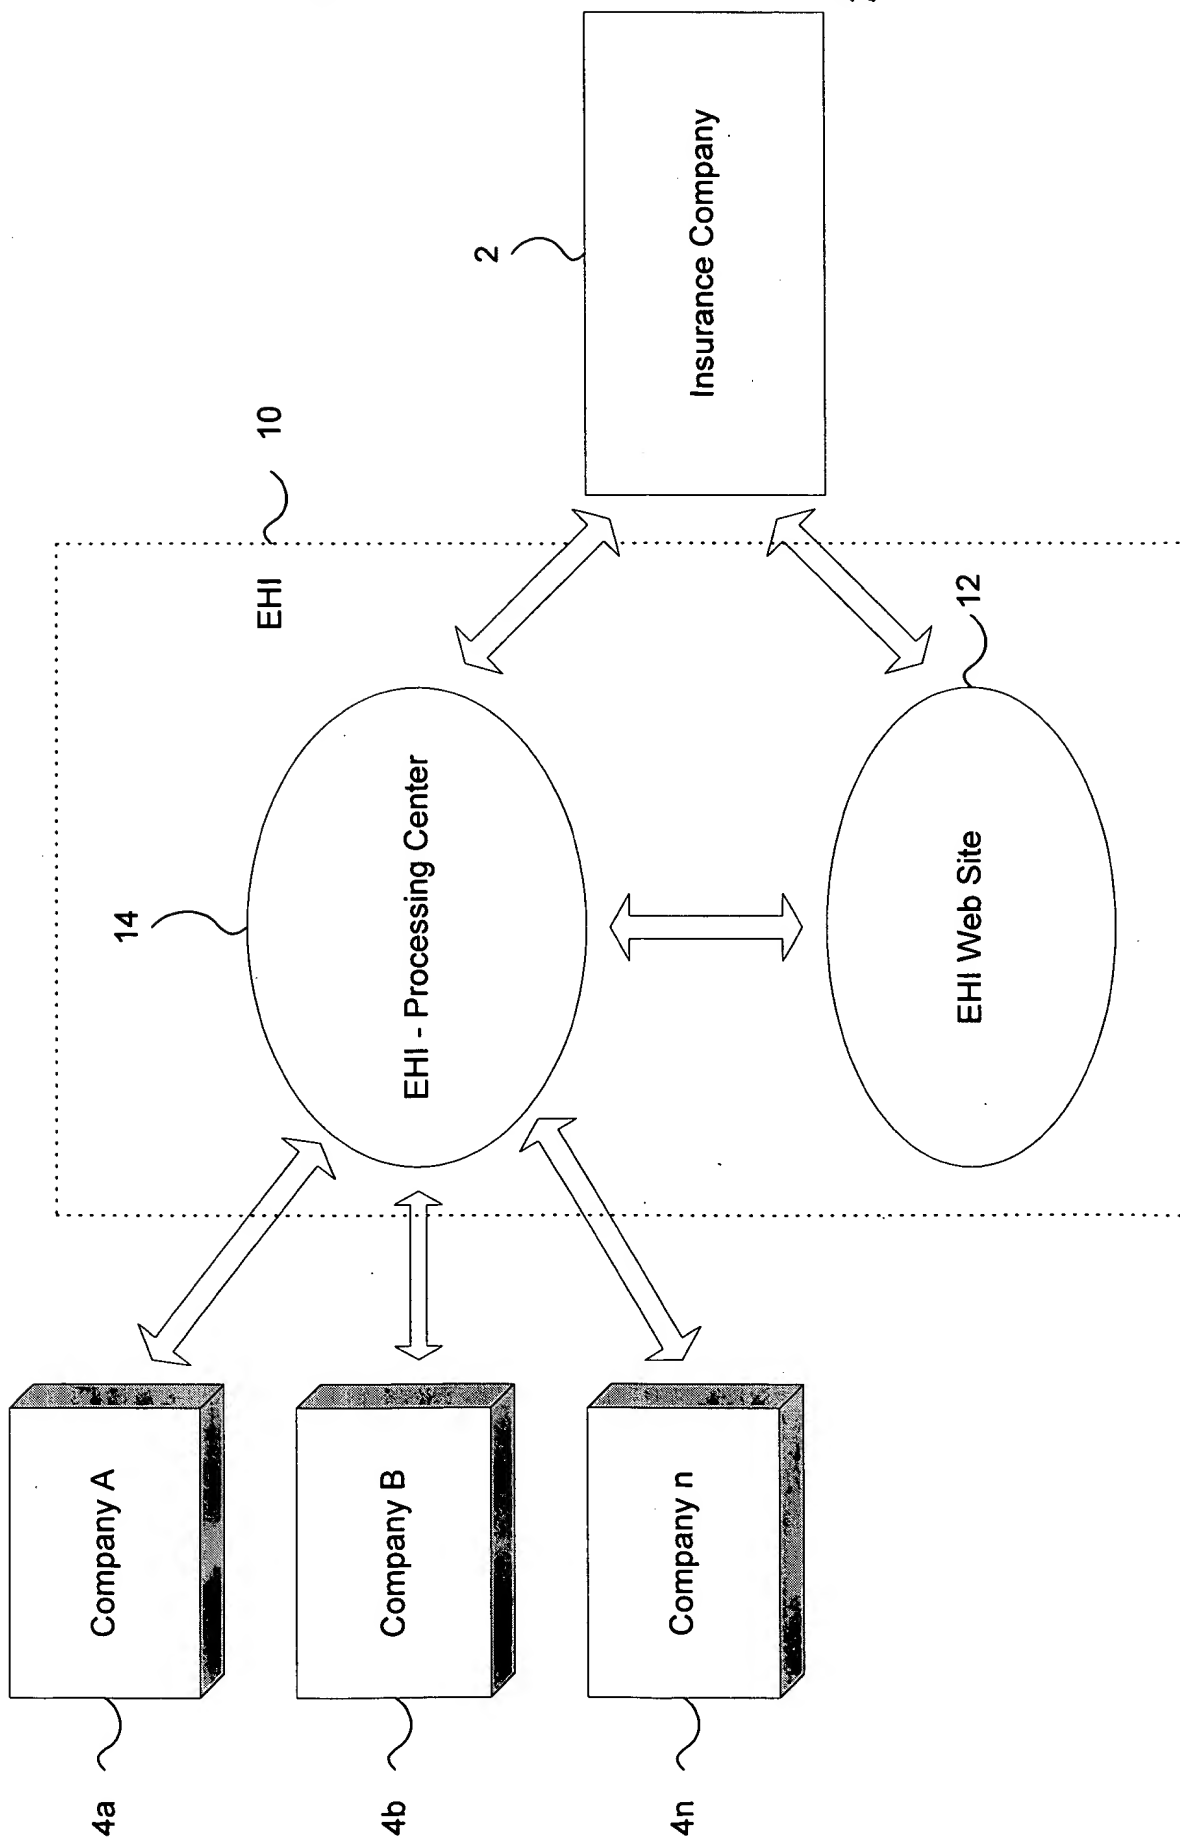 4a
Company A
4b
Company B
4n
Company n
14
EHI - Processing Center
EHI
10
EHI Web Site
12
2
Insurance Company